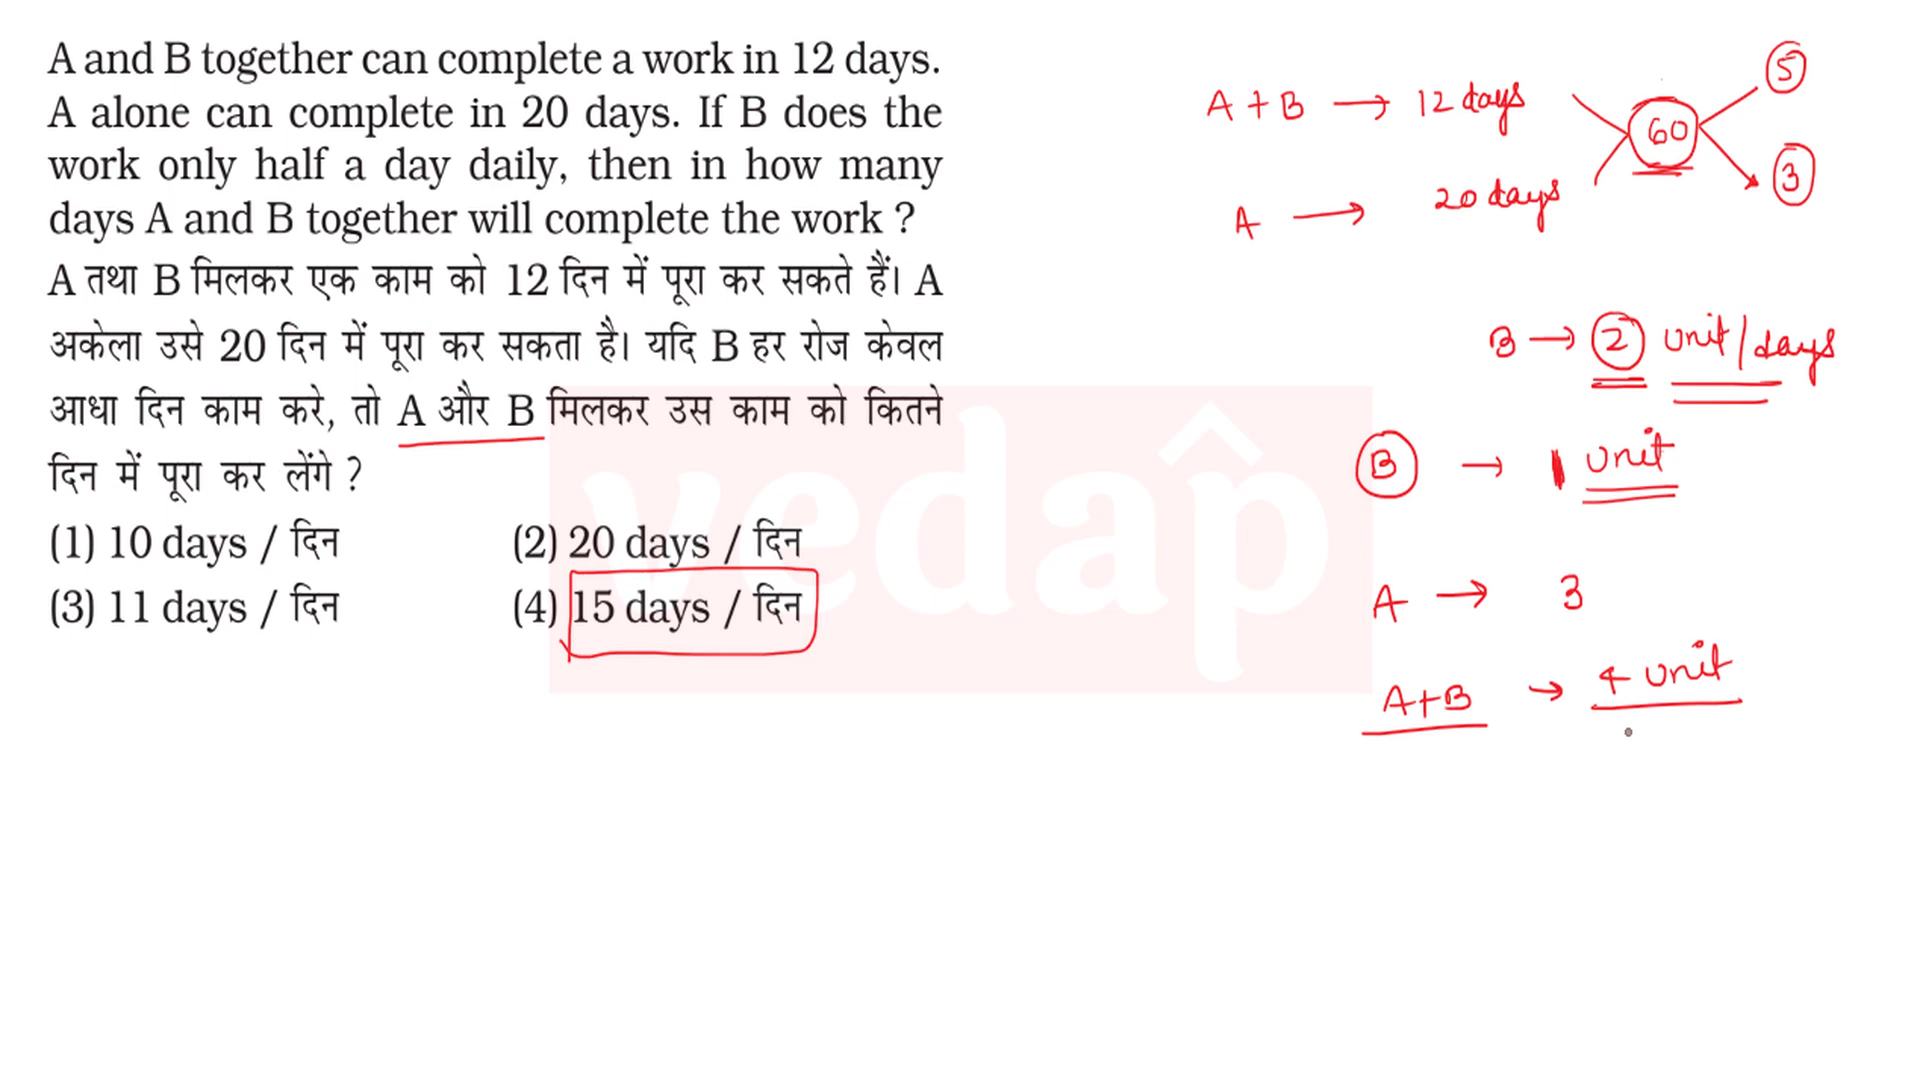 A and B together can complete a work in 12 days.
A alone can complete in 20 days. If B does the
work only half a day daily, then in how many
days A and B together will complete the work ?
A तथा B मिलकर एक काम को 12 दिन में पूरा कर सकते हैं। A
अकेला उसे 20 दिन में पूरा कर सकता है। यदि B हर रोज केवल
आधा दिन काम करे, तो A और B मिलकर उस काम को कितने
दिन में पूरा कर लेंगे ?
(1) 10 days / दिन (2) 20 days / दिन
(3) 11 days / दिन (4) 15 days / दिन
A + B → 12 days
60
5
A → 20 days
3
B → 2 unit / days
B → 1 unit
A → 3
A+B → 4 unit
vedap